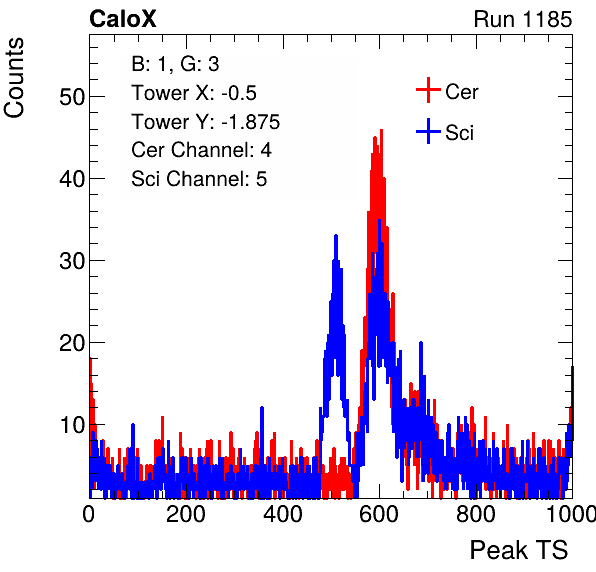 CaloX Run 1185
Counts
B: 1, G: 3
Tower X: -0.5
Tower Y: -1.875
Cer Channel: 4
Sci Channel: 5
Cer
Sci
50
40
30
20
10
0 200 400 600 800 1000
Peak TS